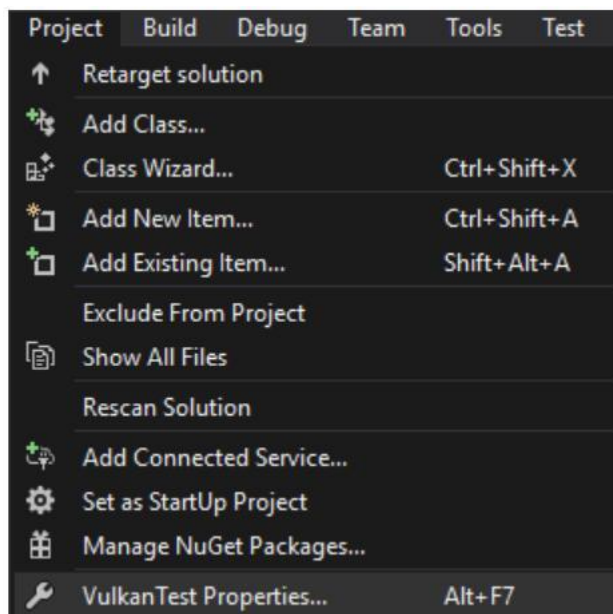 Project Build Debug Team Tools Test
Retarget solution
Add Class...
Class Wizard... Ctrl+Shift+X
Add New Item... Ctrl+Shift+A
Add Existing Item... Shift+Alt+A
Exclude From Project
Show All Files
Rescan Solution
Add Connected Service...
Set as StartUp Project
Manage NuGet Packages...
VulkanTest Properties... Alt+F7